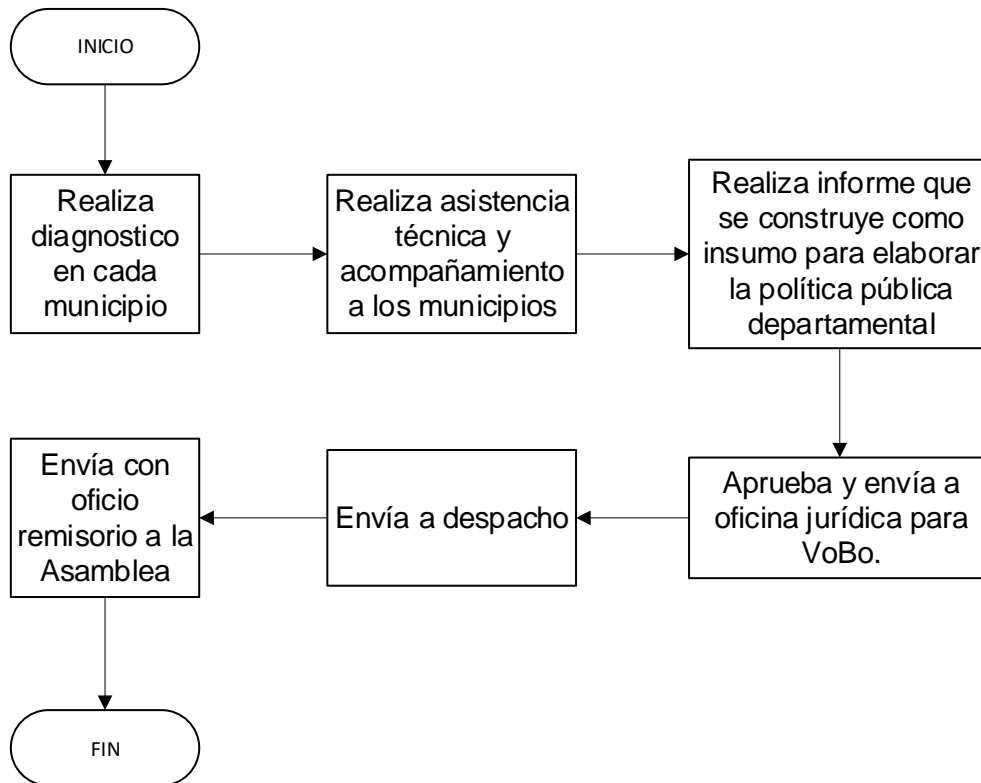 INICIO
Realiza
diagnostico
en cada
municipio
Realiza asistencia
técnica y
acompañamiento
a los municipios
Realiza informe que
se construye como
insumo para elaborar
la política pública
departamental
Aprueba y envía a
oficina jurídica para
VoBo.
Envía a despacho
Envía con
oficio
remisorio a la
Asamblea
FIN